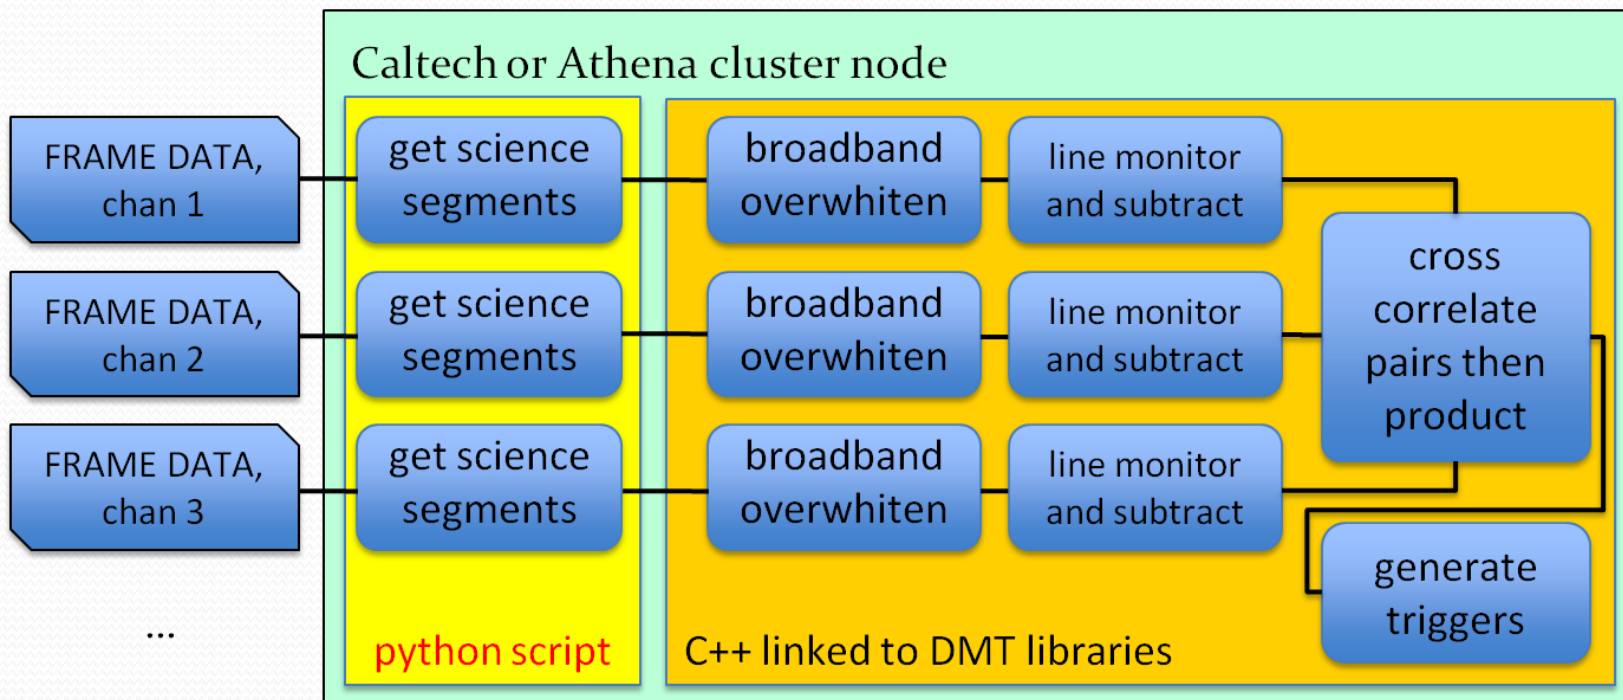 Caltech or Athena cluster node
FRAME DATA,
chan 1
get science
segments
broadband
overwhiten
line monitor
and subtract
FRAME DATA,
chan 2
get science
segments
broadband
overwhiten
line monitor
and subtract
cross
correlate
pairs then
product
FRAME DATA,
chan 3
get science
segments
broadband
overwhiten
line monitor
and subtract
generate
triggers
...
python script
C++ linked to DMT libraries